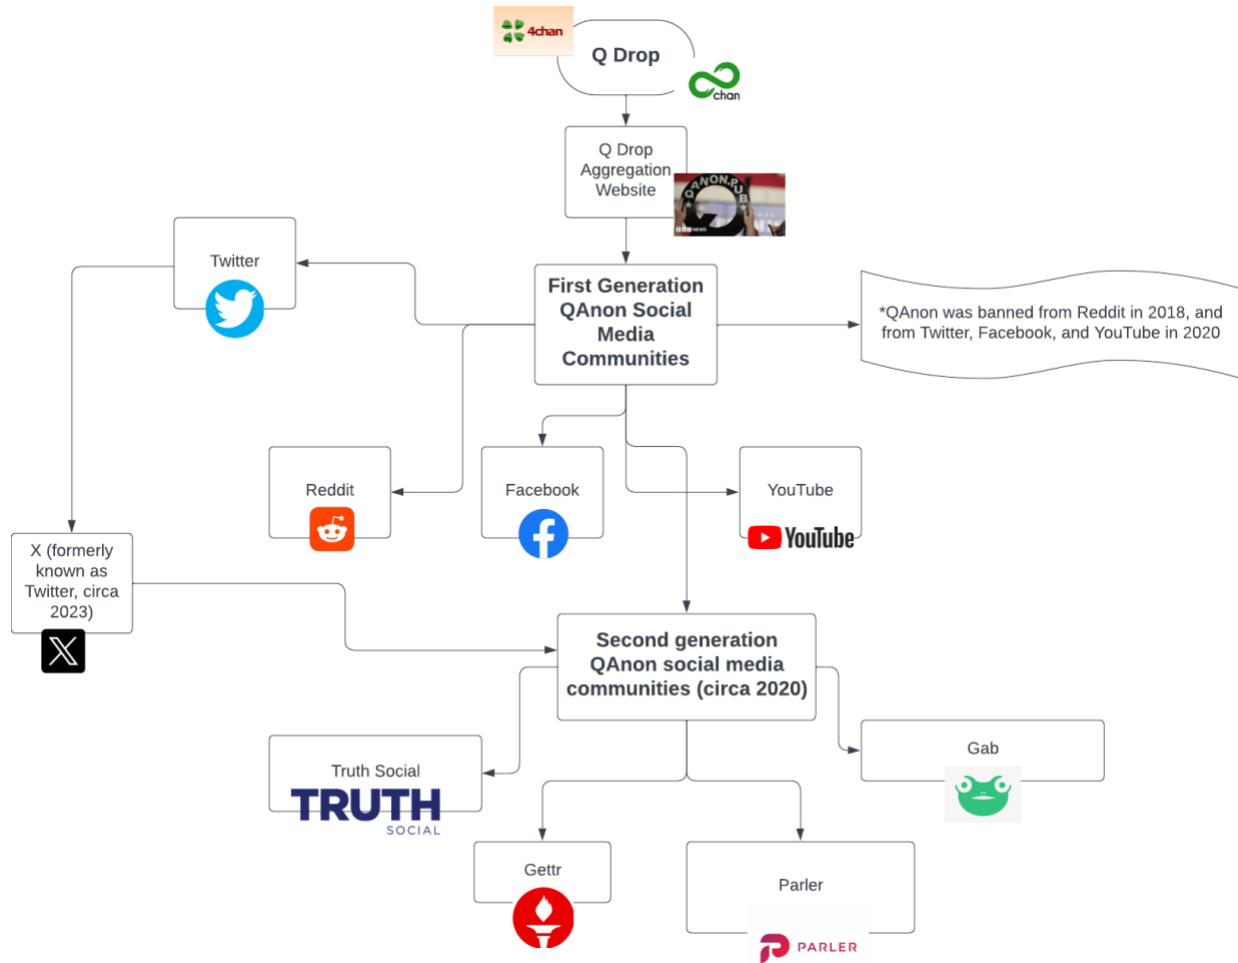 4chan
Q Drop
chan
Q Drop
Aggregation
Website
QANON.PUB
BBC NEWS
Twitter
First Generation
QAnon Social
Media
Communities
*QAnon was banned from Reddit in 2018, and
from Twitter, Facebook, and YouTube in 2020
Reddit
Facebook
YouTube
YouTube
X (formerly
known as
Twitter, circa
2023)
Second generation
QAnon social media
communities (circa 2020)
Truth Social
TRUTH
SOCIAL
Gab
Gettr
Parler
PARLER